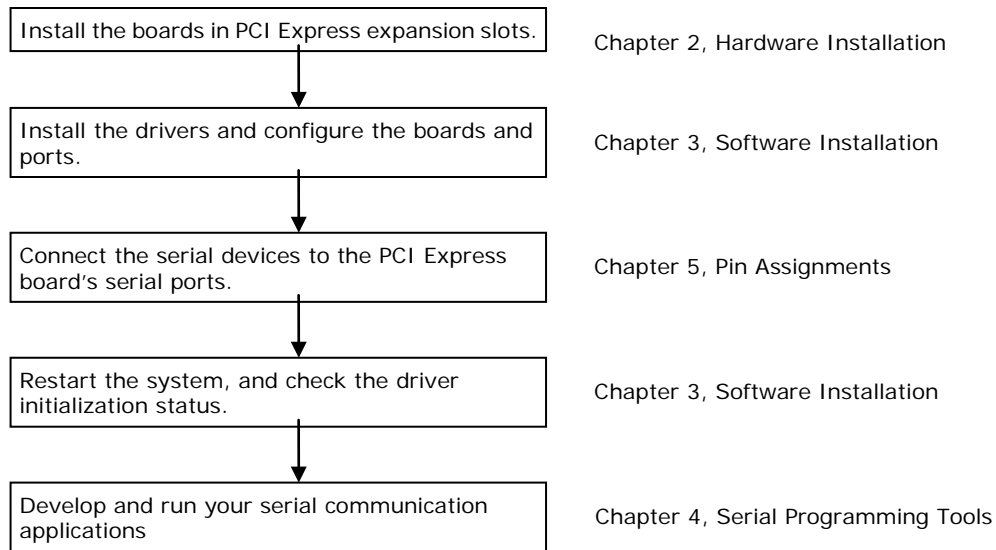 Install the boards in PCI Express expansion slots.
Chapter 2, Hardware Installation
Install the drivers and configure the boards and
ports.
Chapter 3, Software Installation
Connect the serial devices to the PCI Express
board's serial ports.
Chapter 5, Pin Assignments
Restart the system, and check the driver
initialization status.
Chapter 3, Software Installation
Develop and run your serial communication
applications
Chapter 4, Serial Programming Tools